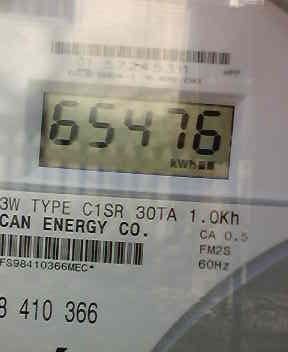 65476
kWh
3W TYPE C1SR 30TA 1.0Kh
CAN ENERGY CO.
CA 0.5
FM2S
60Hz
FS98410366MEC*
8 410 366